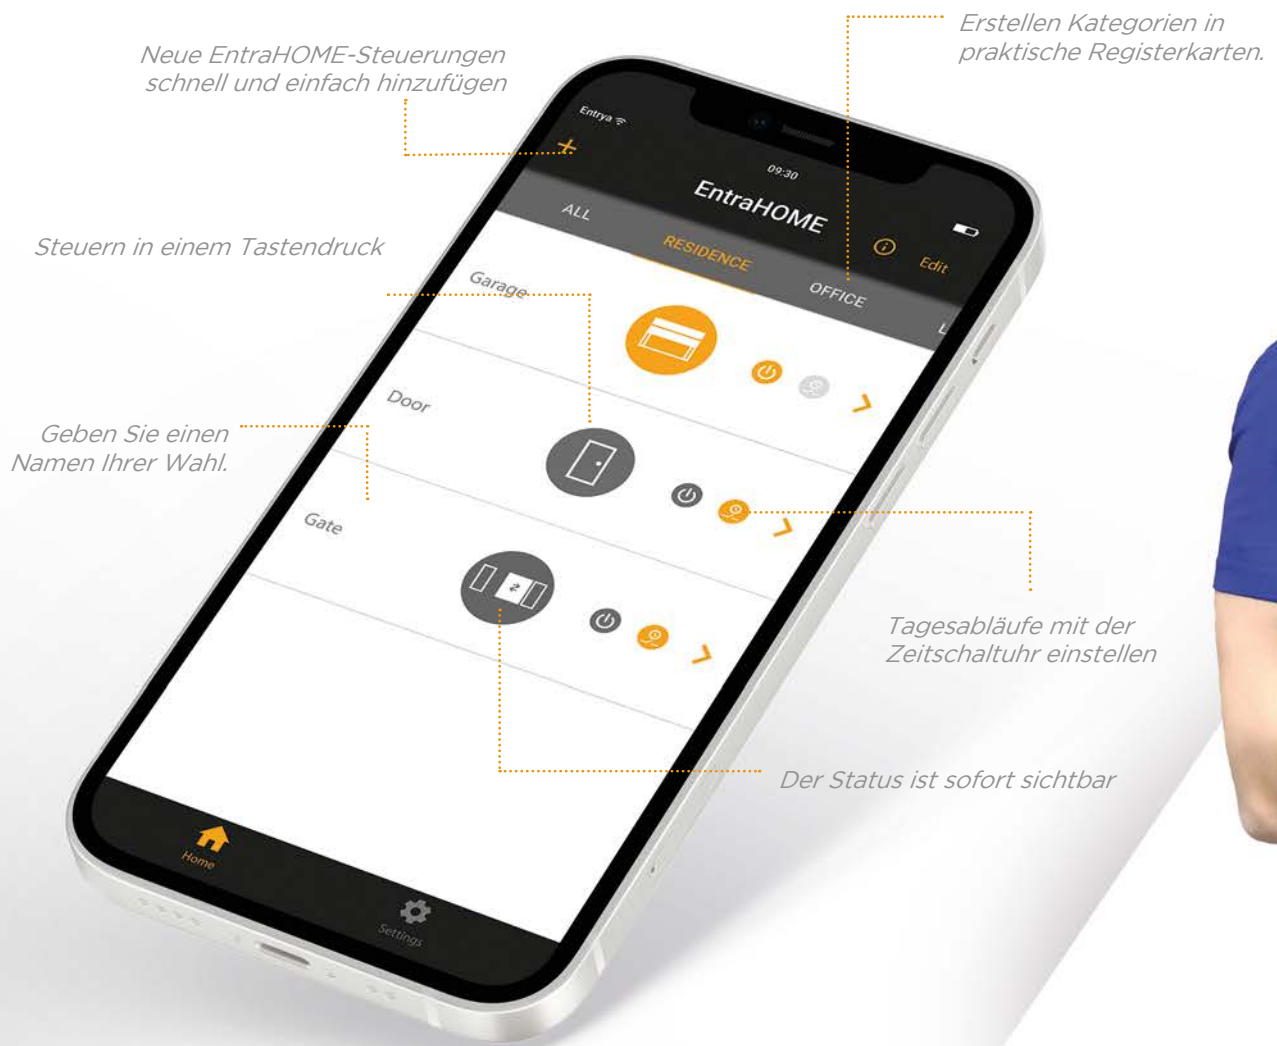 Neue EntraHOME-Steuerungen
schnell und einfach hinzufügen
Erstellen Kategorien in
praktische Registerkarten.
Steuern in einem Tastendruck
Geben Sie einen
Namen Ihrer Wahl.
Entrya
09:30
EntraHOME
Edit
ALL
RESIDENCE
OFFICE
L
Garage
Door
Gate
Home
Settings
Tagesabläufe mit der
Zeitschaltuhr einstellen
Der Status ist sofort sichtbar